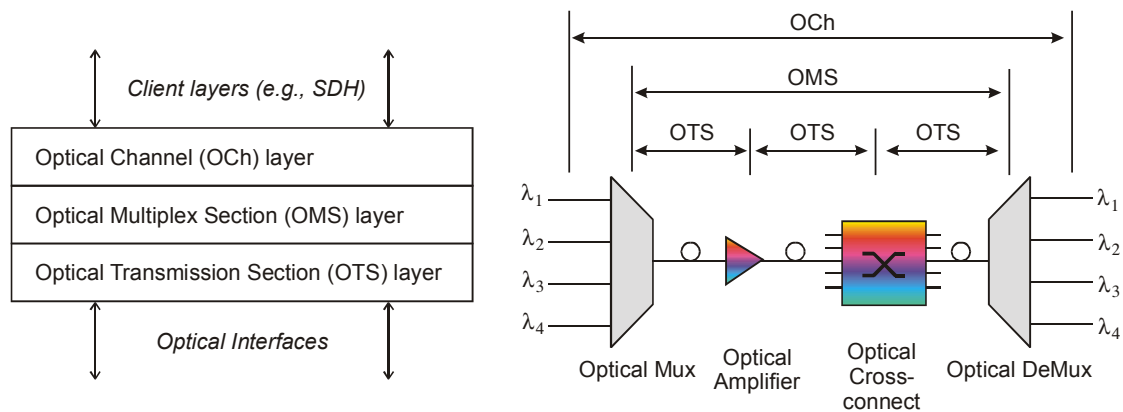 Client layers (e.g., SDH)
Optical Channel (OCh) layer
Optical Multiplex Section (OMS) layer
Optical Transmission Section (OTS) layer
Optical Interfaces
OCh
OMS
OTS OTS OTS
λ1
λ2
λ3
λ4
λ1
λ2
λ3
λ4
Optical Mux
Optical
Amplifier
Optical
Cross-
connect
Optical DeMux